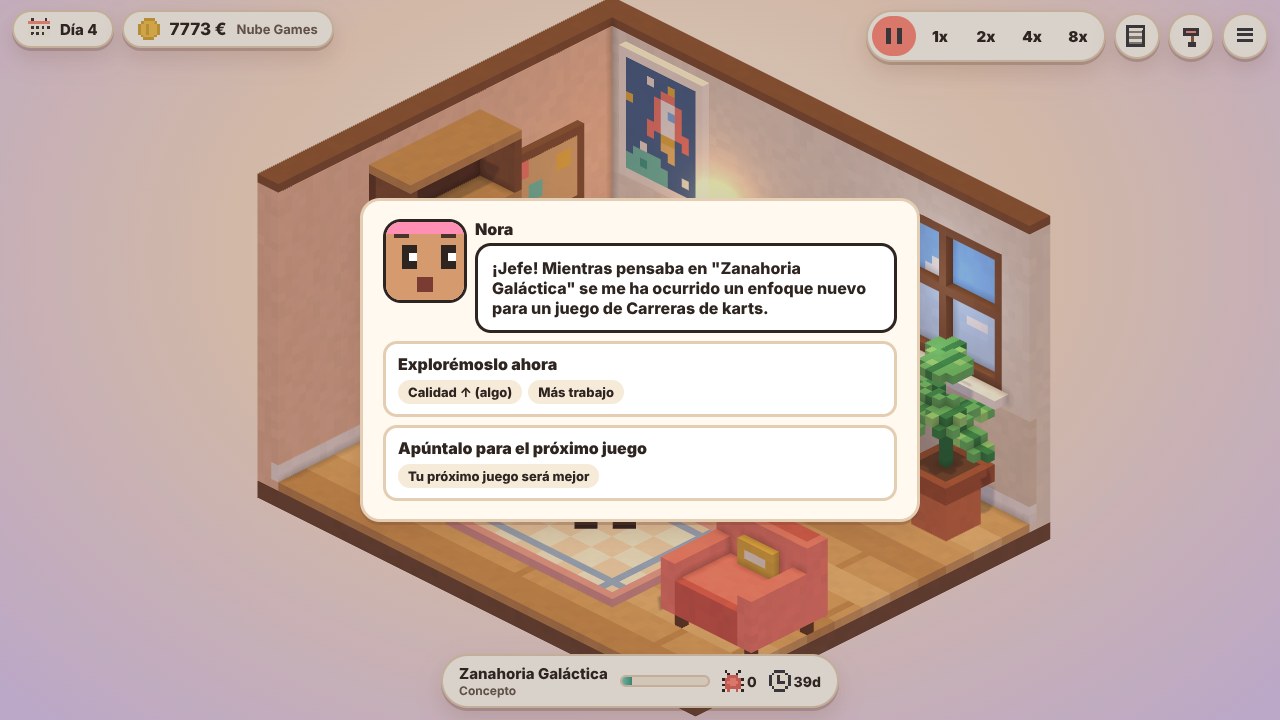 Día 4
7773 € Nube Games
1x 2x 4x 8x
Nora
¡Jefe! Mientras pensaba en "Zanahoria
Galáctica" se me ha ocurrido un enfoque nuevo
para un juego de Carreras de karts.
Explorémoslo ahora
Calidad ↑ (algo) Más trabajo
Apúntalo para el próximo juego
Tu próximo juego será mejor
Zanahoria Galáctica
Concepto
0 39d